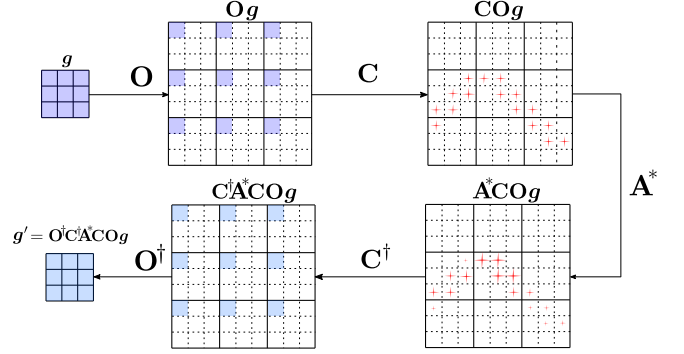 Og
COg
g
O
C
A*
C†A*COg
A*COg
g′ = O†C†A*COg
O†
C†